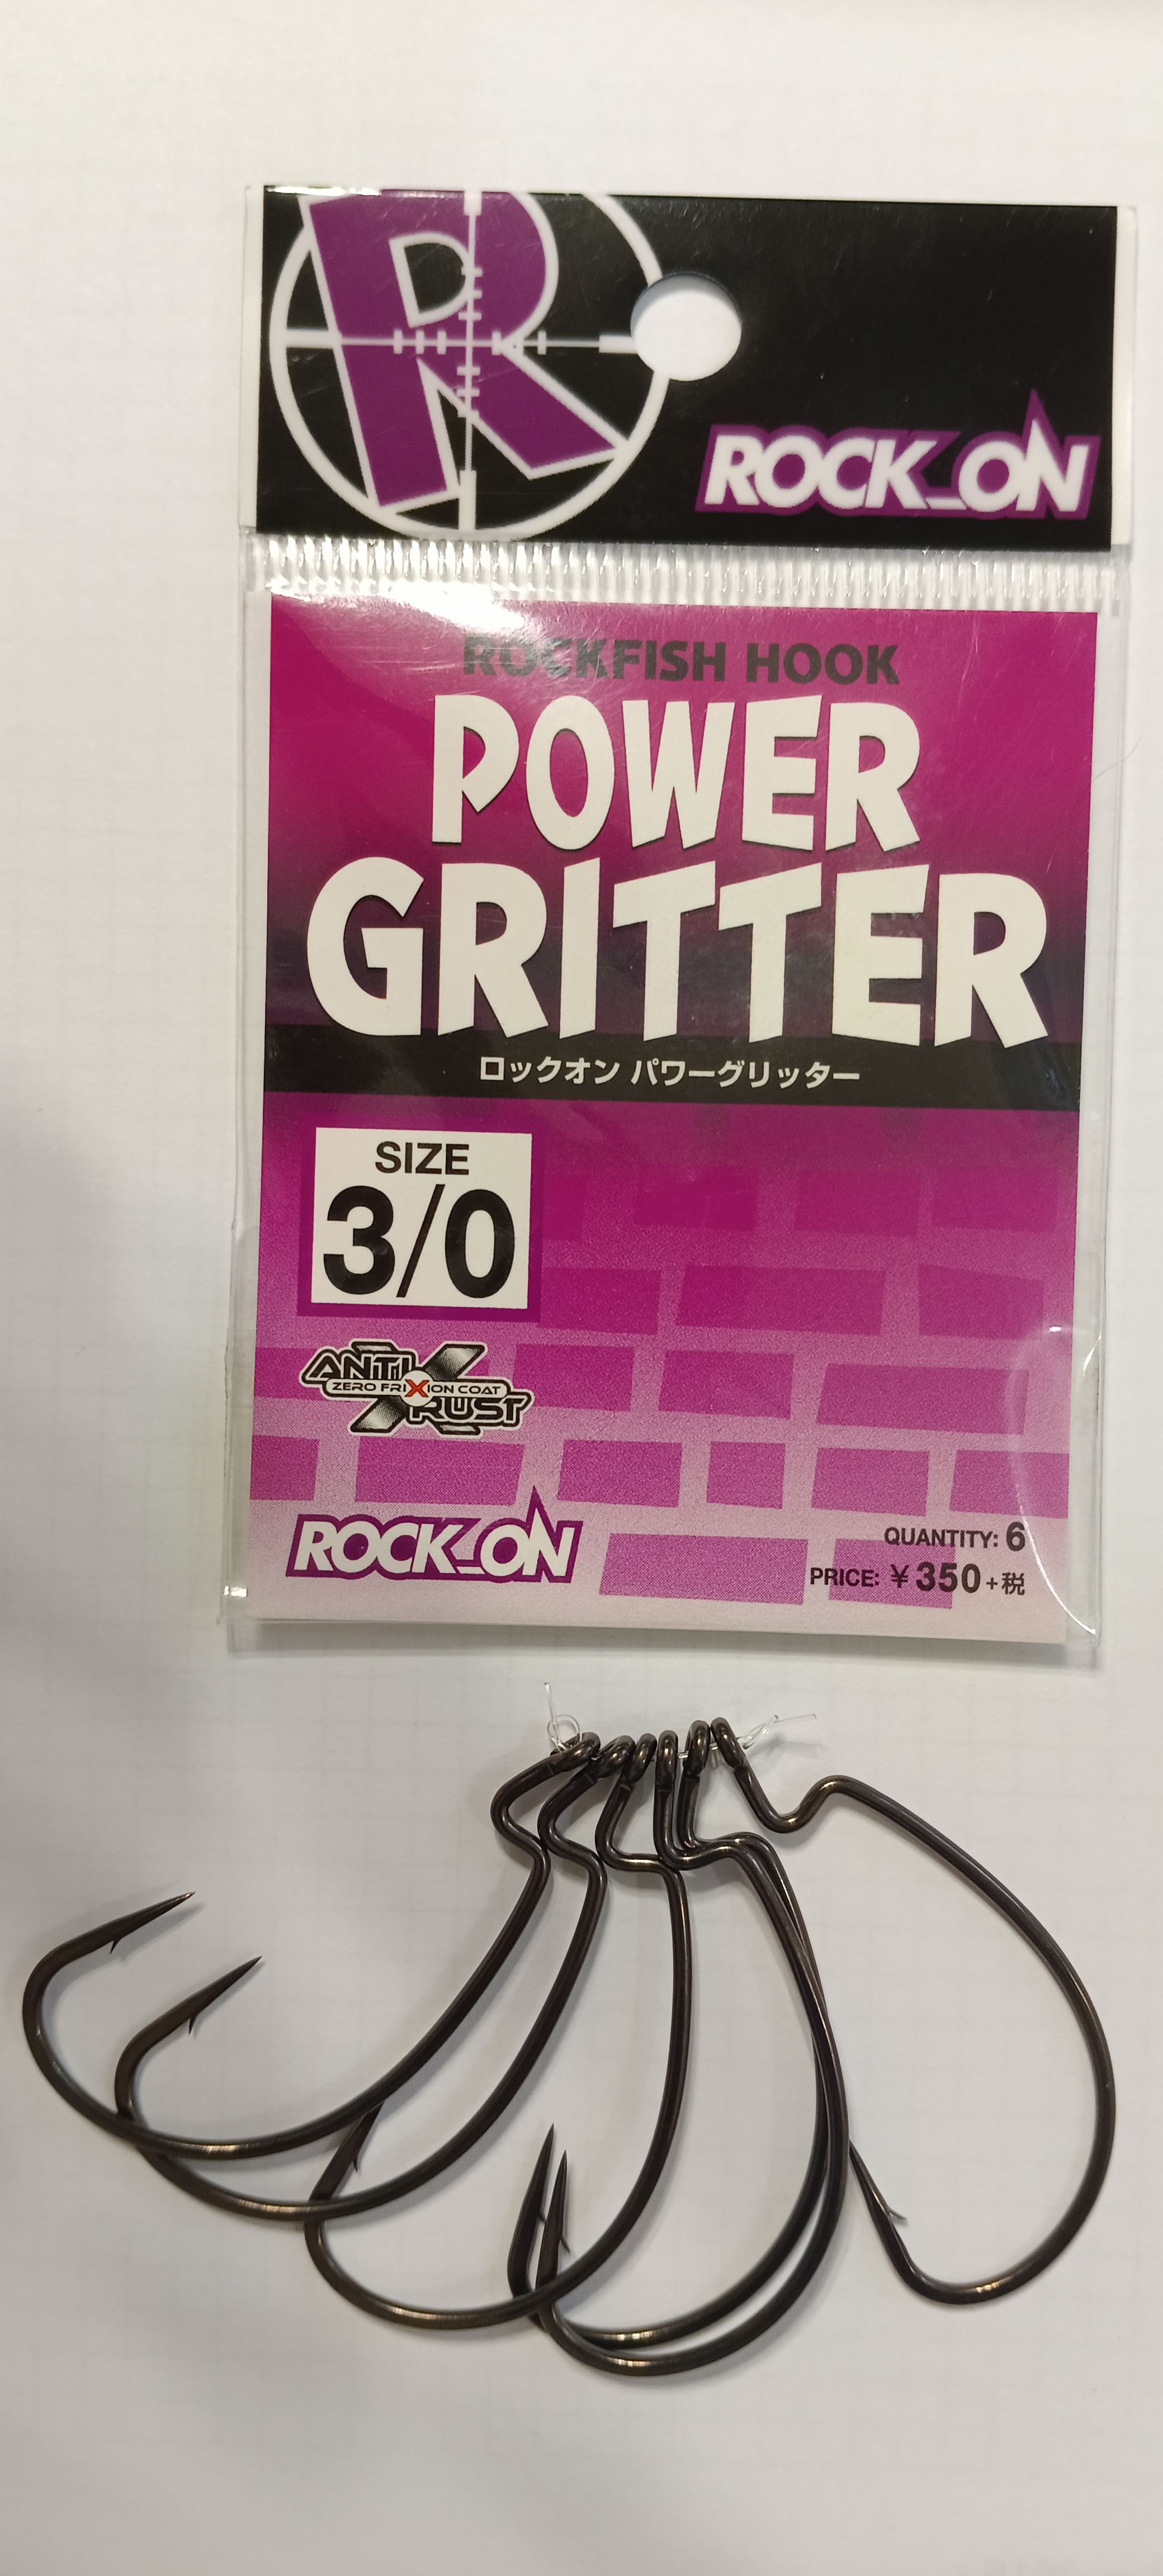 R
ROCK_ON
ROCKFISH HOOK
POWER
GRITTER
ロックオン パワーグリッター
SIZE
3/0
ANTI
ZERO FRIXION COAT
RUST
ROCK_ON
QUANTITY: 6
PRICE: ¥350+税